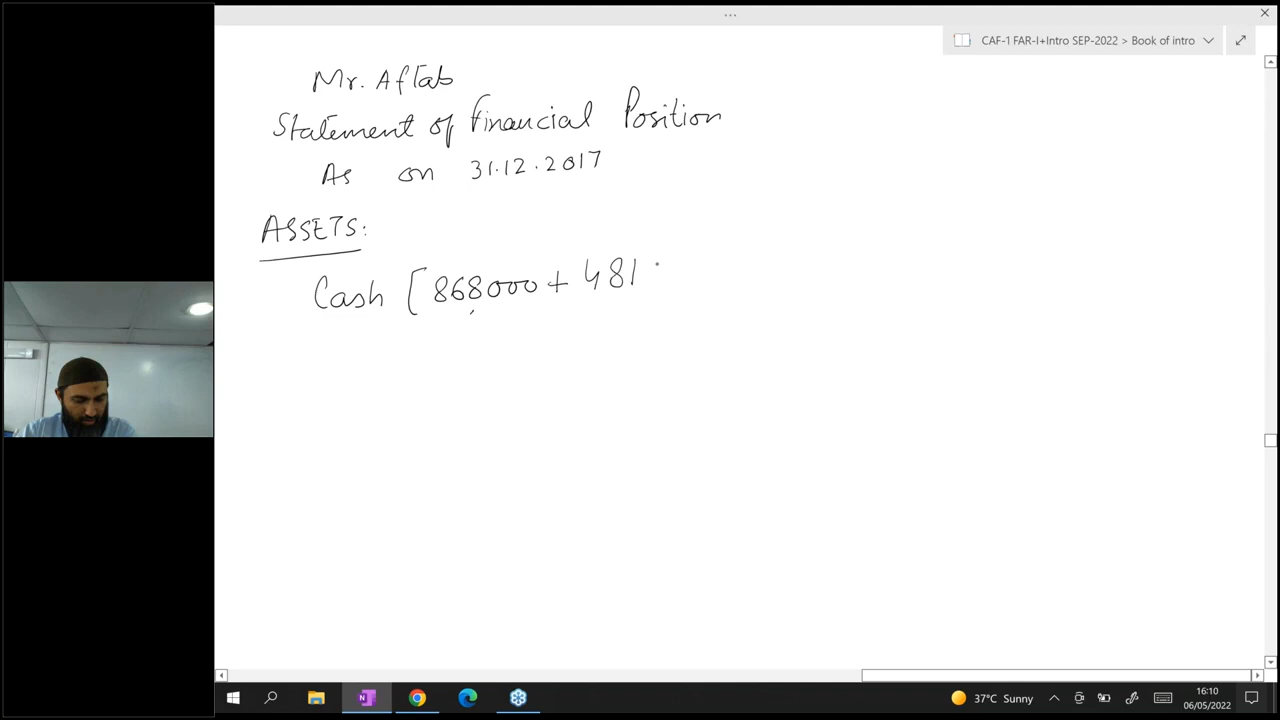 CAF-1 FAR-I+Intro SEP-2022 > Book of intro
Mr. Aftab
Statement of Financial Position
As on 31.12.2017
ASSETS:
Cash [868000 + 481
37°C Sunny
16:10
06/05/2022